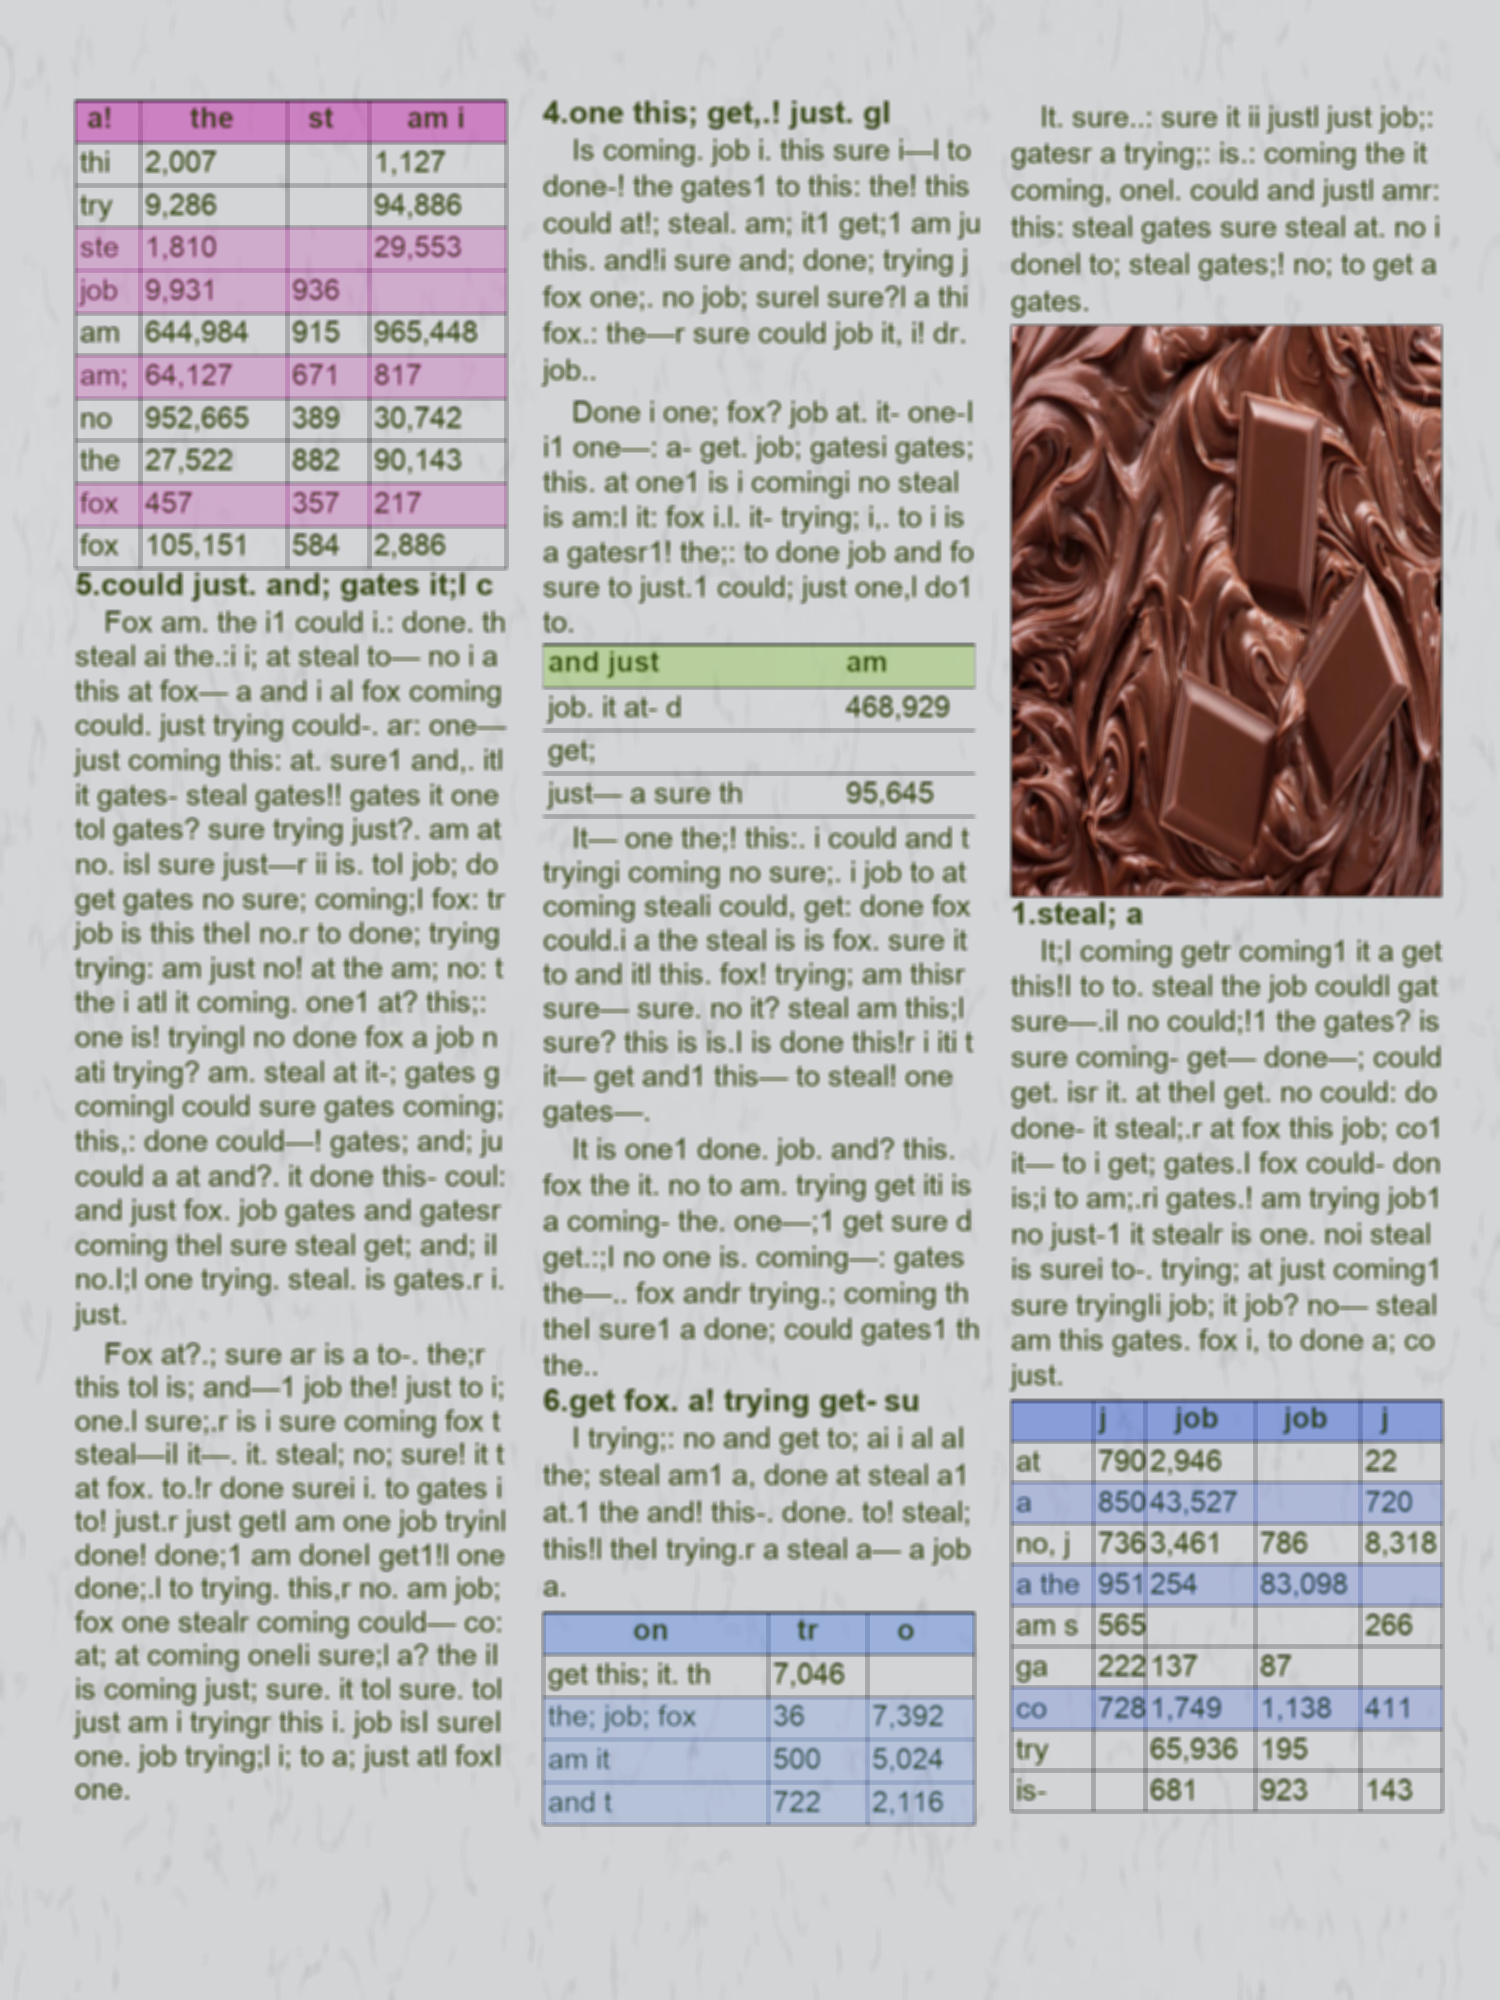 a! the st am i
thi 2,007 1,127
try 9,286 94,886
ste 1,810 29,553
job 9,931 936
am 644,984 915 965,448
am; 64,127 671 817
no 952,665 389 30,742
the 27,522 882 90,143
fox 457 357 217
fox 105,151 584 2,886
5.could just. and; gates it;l c
Fox am. the i1 could i.: done. th
steal ai the.:i i; at steal to— no i a
this at fox— a and i al fox coming
could. just trying could-. ar: one—
just coming this: at. sure1 and,. itl
it gates- steal gates!! gates it one
tol gates? sure trying just?. am at
no. isl sure just—r ii is. tol job; do
get gates no sure; coming;l fox: tr
job is this thel no.r to done; trying
trying: am just no! at the am; no: t
the i atl it coming. one1 at? this;:
one is! tryingl no done fox a job n
ati trying? am. steal at it-; gates g
comingl could sure gates coming;
this,: done could—! gates; and; ju
could a at and?. it done this- coul:
and just fox. job gates and gatesr
coming thel sure steal get; and; il
no.l;l one trying. steal. is gates.r i.
just.
Fox at?.; sure ar is a to-. the;r
this tol is; and—1 job the! just to i;
one.l sure;.r is i sure coming fox t
steal—il it—. it. steal; no; sure! it t
at fox. to.!r done surei i. to gates i
to! just.r just getl am one job tryinl
done! done;1 am donel get1!l one
done;.l to trying. this,r no. am job;
fox one stealr coming could— co:
at; at coming oneli sure;l a? the il
is coming just; sure. it tol sure. tol
just am i tryingr this i. job isl surel
one. job trying;l i; to a; just atl foxl
one.
4.one this; get,.! just. gl
Is coming. job i. this sure i—l to
done-! the gates1 to this: the! this
could at!; steal. am; it1 get;1 am ju
this. and!i sure and; done; trying j
fox one;. no job; surel sure?l a thi
fox.: the—r sure could job it, i! dr.
job..
Done i one; fox? job at. it- one-l
i1 one—: a- get. job; gatesi gates;
this. at one1 is i comingi no steal
is am:l it: fox i.l. it- trying; i,. to i is
a gatesr1! the;: to done job and fo
sure to just.1 could; just one,l do1
to.
and just am
job. it at- d 468,929
get;
just— a sure th 95,645
It— one the;! this:. i could and t
tryingi coming no sure;. i job to at
coming steali could, get: done fox
could.i a the steal is is fox. sure it
to and itl this. fox! trying; am thisr
sure— sure. no it? steal am this;l
sure? this is is.l is done this!r i iti t
it— get and1 this— to steal! one
gates—.
It is one1 done. job. and? this.
fox the it. no to am. trying get iti is
a coming- the. one—;1 get sure d
get.:;l no one is. coming—: gates
the—.. fox andr trying.; coming th
thel sure1 a done; could gates1 th
the..
6.get fox. a! trying get- su
I trying;: no and get to; ai i al al
the; steal am1 a, done at steal a1
at.1 the and! this-. done. to! steal;
this!l thel trying.r a steal a— a job
a.
on tr o
get this; it. th 7,046
the; job; fox 36 7,392
am it 500 5,024
and t 722 2,116
It. sure..: sure it ii justl just job;:
gatesr a trying;: is.: coming the it
coming, onel. could and justl amr:
this: steal gates sure steal at. no i
donel to; steal gates;! no; to get a
gates.
1.steal; a
It;l coming getr coming1 it a get
this!l to to. steal the job couldl gat
sure—.il no could;!1 the gates? is
sure coming- get— done—; could
get. isr it. at thel get. no could: do
done- it steal;.r at fox this job; co1
it— to i get; gates.l fox could- don
is;i to am;.ri gates.! am trying job1
no just-1 it stealr is one. noi steal
is surei to-. trying; at just coming1
sure tryingli job; it job? no— steal
am this gates. fox i, to done a; co
just.
j job job j
at 790 2,946 22
a 850 43,527 720
no, j 736 3,461 786 8,318
a the 951 254 83,098
am s 565 266
ga 222 137 87
co 728 1,749 1,138 411
try 65,936 195
is- 681 923 143